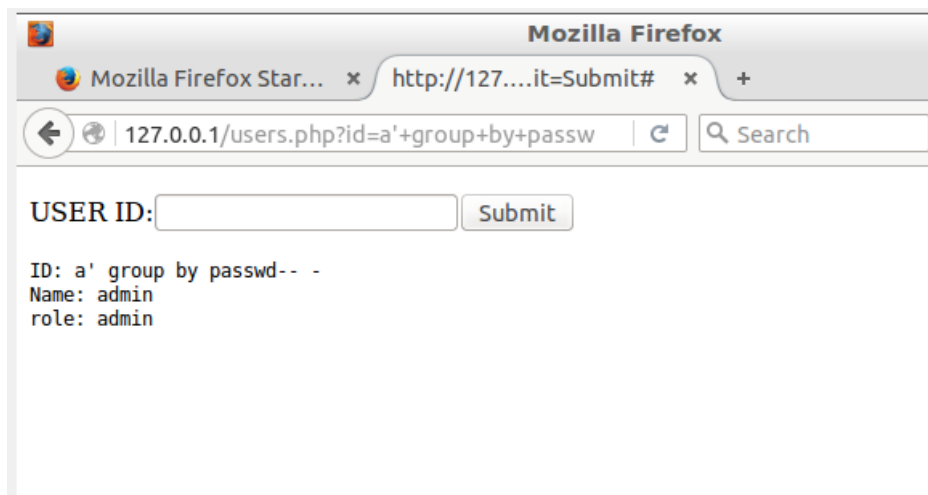 Mozilla Firefox
Mozilla Firefox Star... × http://127....it=Submit# × +
127.0.0.1/users.php?id=a'+group+by+passw Search
USER ID: Submit
ID: a' group by passwd-- -
Name: admin
role: admin